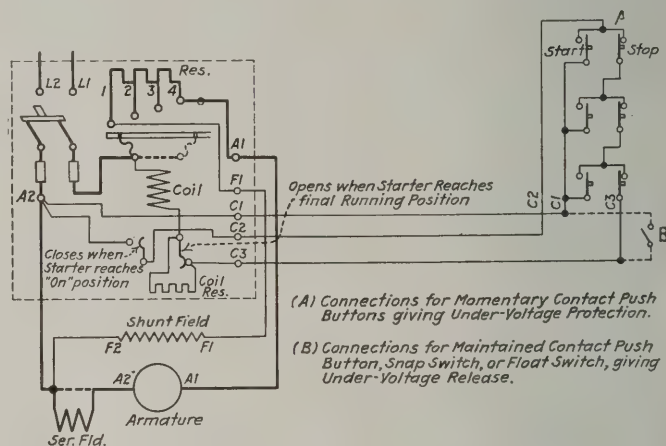 A
L2 L1
Res.
1 2 3 4
Start Stop
A1
F1
Coil
Opens when Starter Reaches
final Running Position
A2
C1
C2
C3
C2 C1 C3
B
Closes when
Starter reaches
"On" position
Coil
Res.
Shunt Field
F2 F1
A2 A1
Armature
Ser. Fld.
(A) Connections for Momentary Contact Push
Buttons giving Under-Voltage Protection.
(B) Connections for Maintained Contact Push
Button, Snap Switch, or Float Switch, giving
Under-Voltage Release.